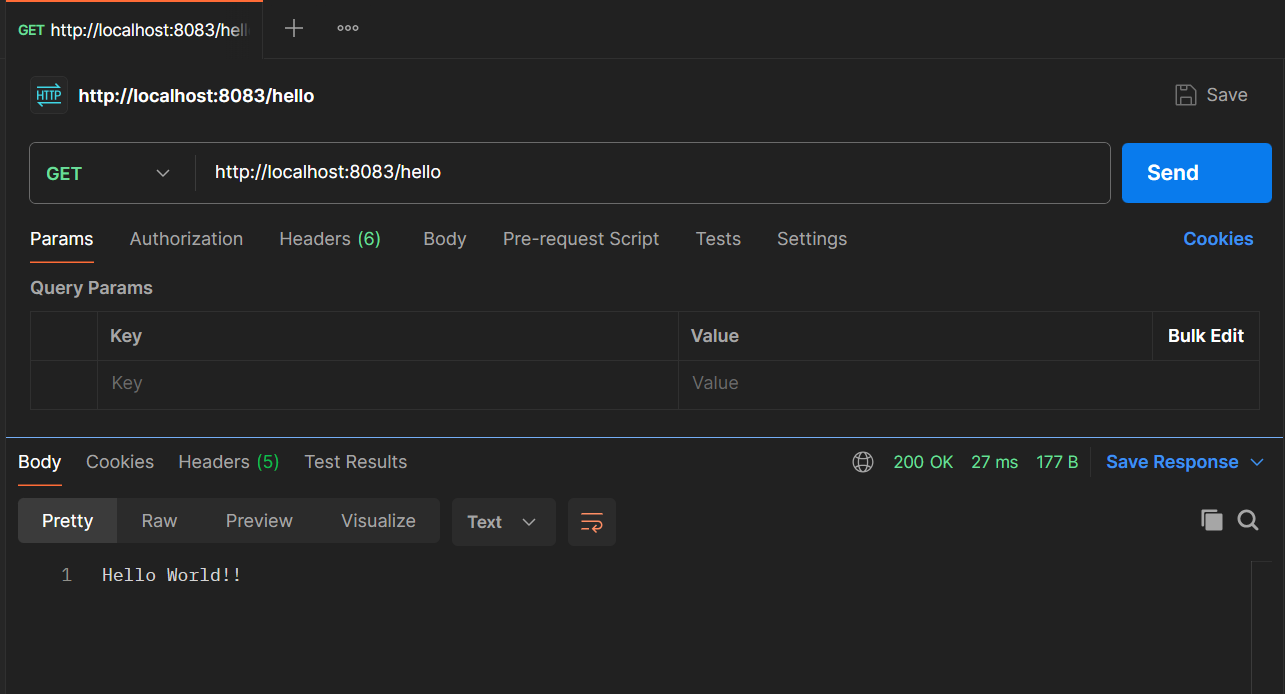 GET http://localhost:8083/hell
HTTP http://localhost:8083/hello Save
GET http://localhost:8083/hello Send
Params Authorization Headers (6) Body Pre-request Script Tests Settings Cookies
Query Params
Key Value Bulk Edit
Key Value
Body Cookies Headers (5) Test Results 200 OK 27 ms 177 B Save Response
Pretty Raw Preview Visualize Text
1 Hello World!!